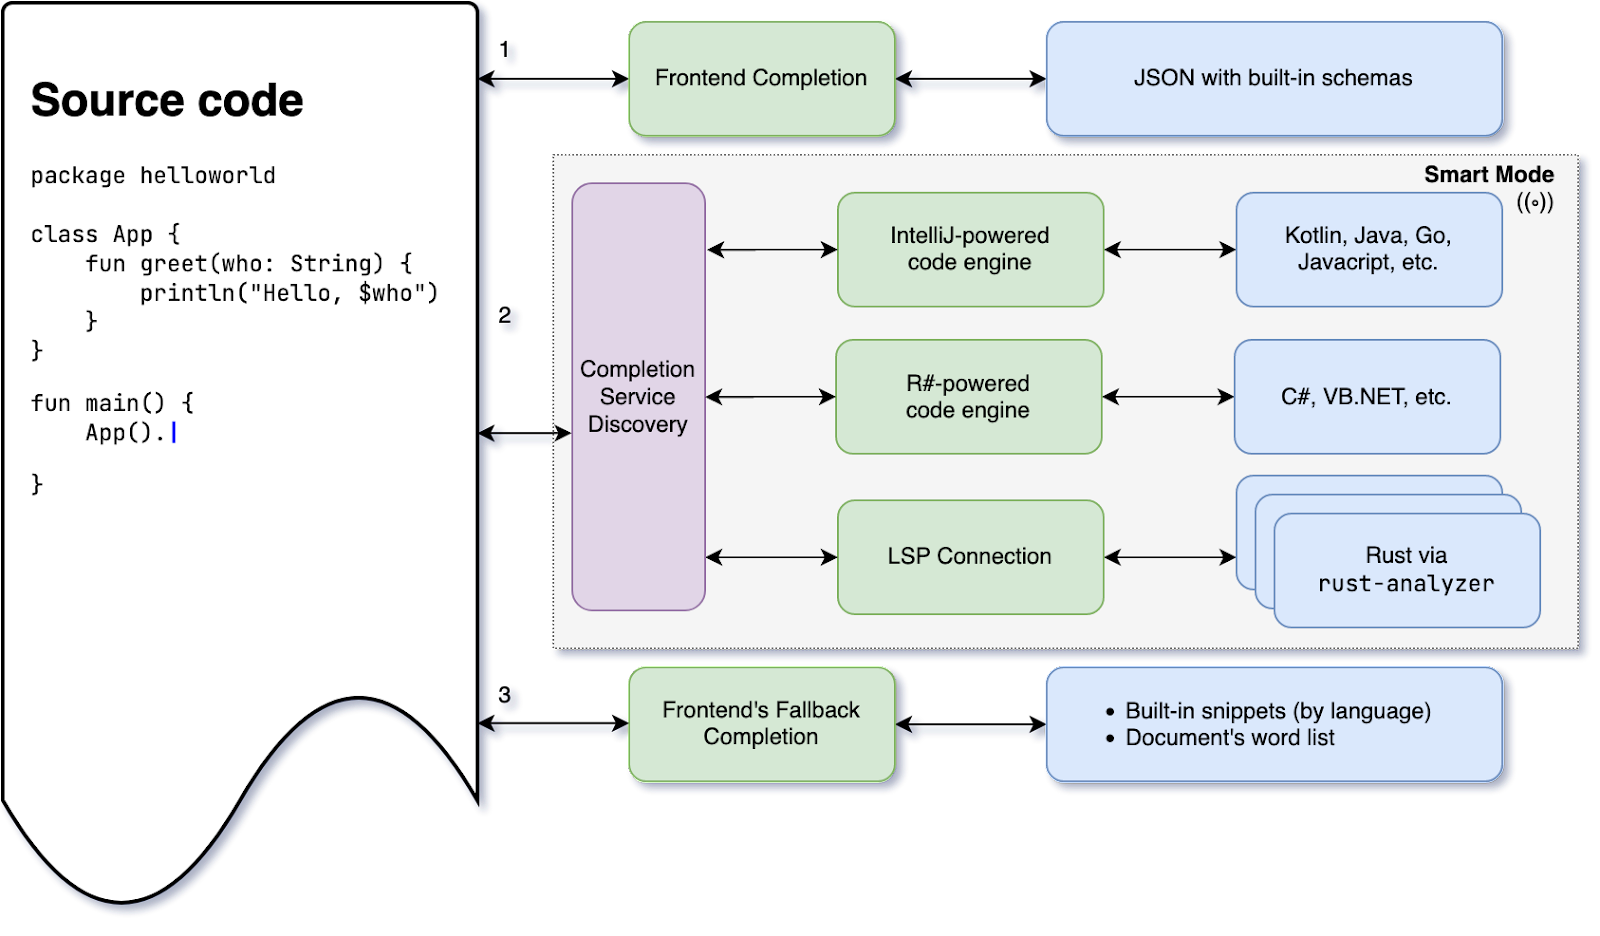 Source code
package helloworld
class App {
    fun greet(who: String) {
        println("Hello, $who")
    }
}
fun main() {
    App().
}
1
Frontend Completion
JSON with built-in schemas
2
Smart Mode
((∘))
Completion
Service
Discovery
IntelliJ-powered
code engine
Kotlin, Java, Go,
Javacript, etc.
R#-powered
code engine
C#, VB.NET, etc.
LSP Connection
Rust via
rust-analyzer
3
Frontend's Fallback
Completion
• Built-in snippets (by language)
• Document's word list